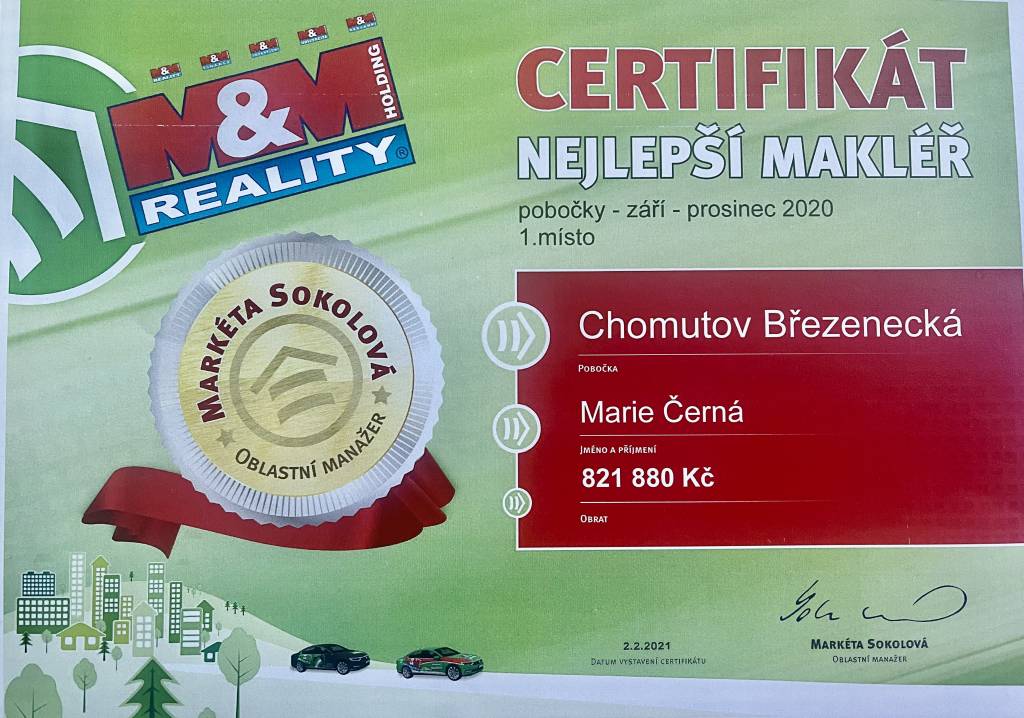 M&M
HOLDING
REALITY®
CERTIFIKÁT
NEJLEPŠÍ MAKLÉŘ
pobočky - září - prosinec 2020
1.místo
MARKÉTA SOKOLOVÁ
OBLASTNÍ MANAŽER
Chomutov Březenecká
POBOČKA
Marie Černá
JMÉNO A PŘÍJMENÍ
821 880 Kč
OBRAT
2.2.2021
DATUM VYSTAVENÍ CERTIFIKÁTU
MARKÉTA SOKOLOVÁ
OBLASTNÍ MANAŽER